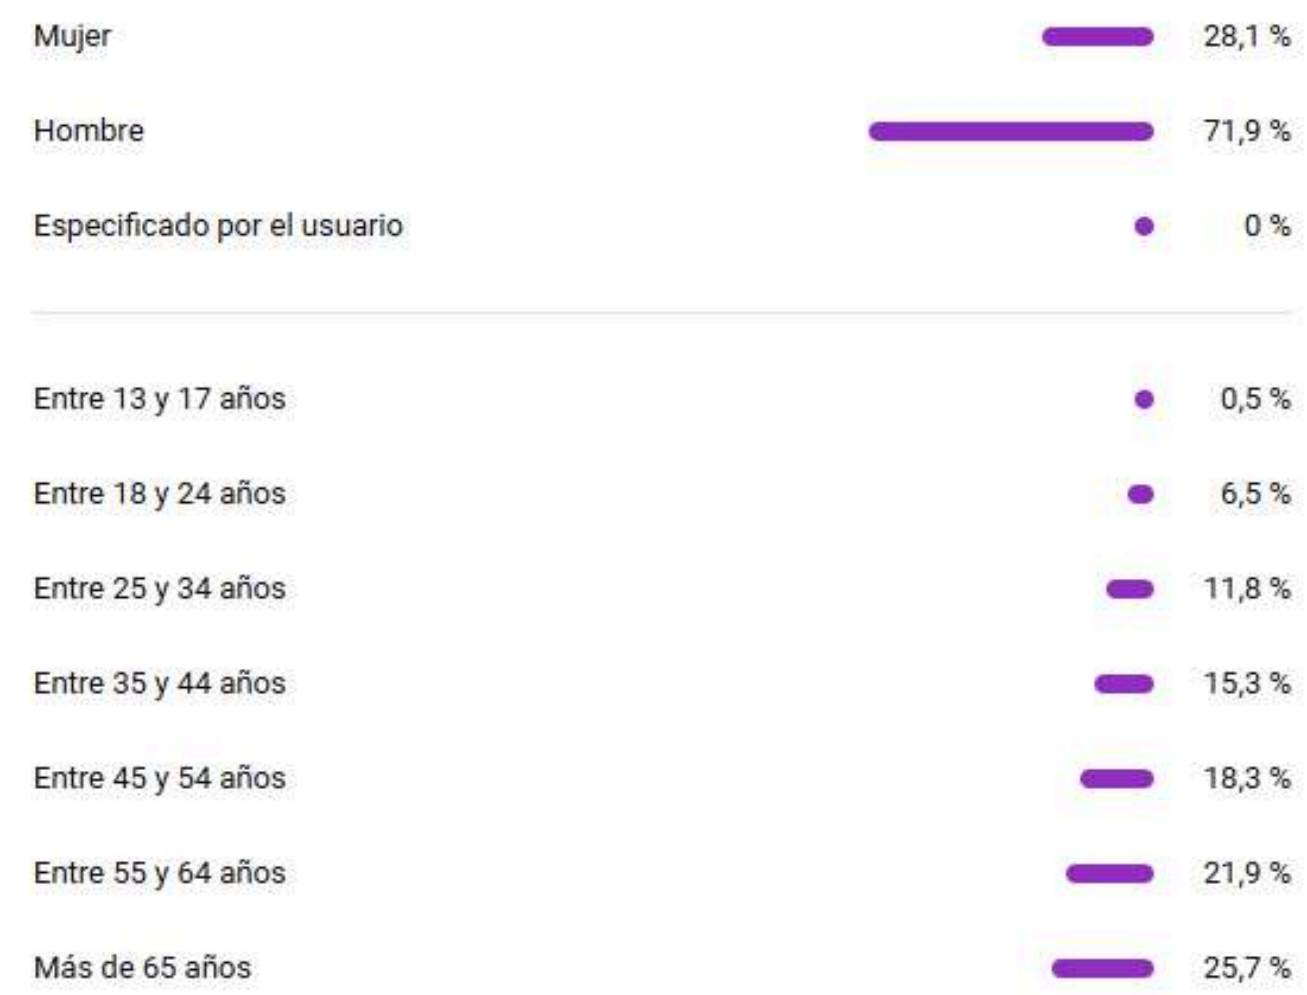 Mujer 28,1 %
Hombre 71,9 %
Especificado por el usuario 0 %
Entre 13 y 17 años 0,5 %
Entre 18 y 24 años 6,5 %
Entre 25 y 34 años 11,8 %
Entre 35 y 44 años 15,3 %
Entre 45 y 54 años 18,3 %
Entre 55 y 64 años 21,9 %
Más de 65 años 25,7 %